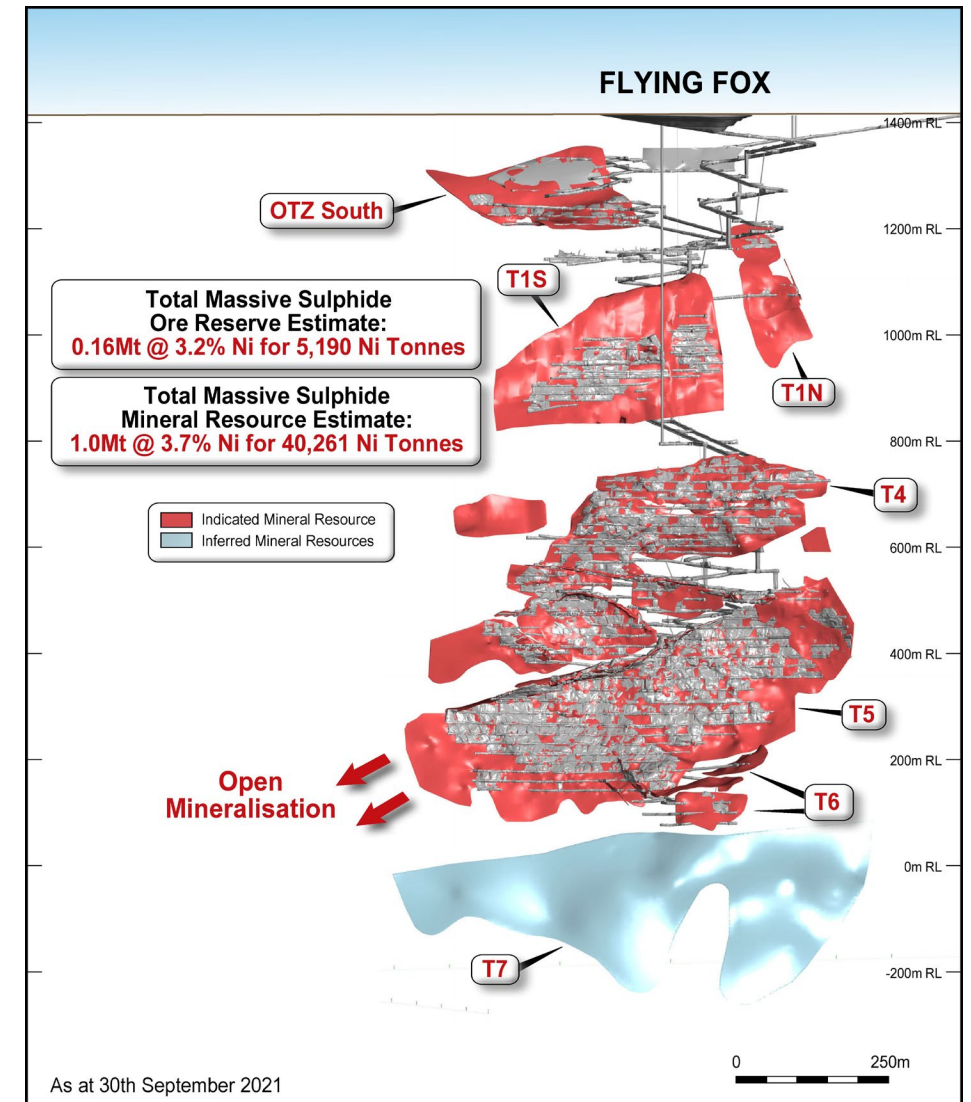 FLYING FOX
1400m RL
OTZ South
1200m RL
T1S
Total Massive Sulphide
Ore Reserve Estimate:
0.16Mt @ 3.2% Ni for 5,190 Ni Tonnes
1000m RL
T1N
Total Massive Sulphide
Mineral Resource Estimate:
1.0Mt @ 3.7% Ni for 40,261 Ni Tonnes
800m RL
T4
Indicated Mineral Resource
Inferred Mineral Resources
600m RL
400m RL
T5
200m RL
Open
Mineralisation
T6
0m RL
T7
-200m RL
0 250m
As at 30th September 2021